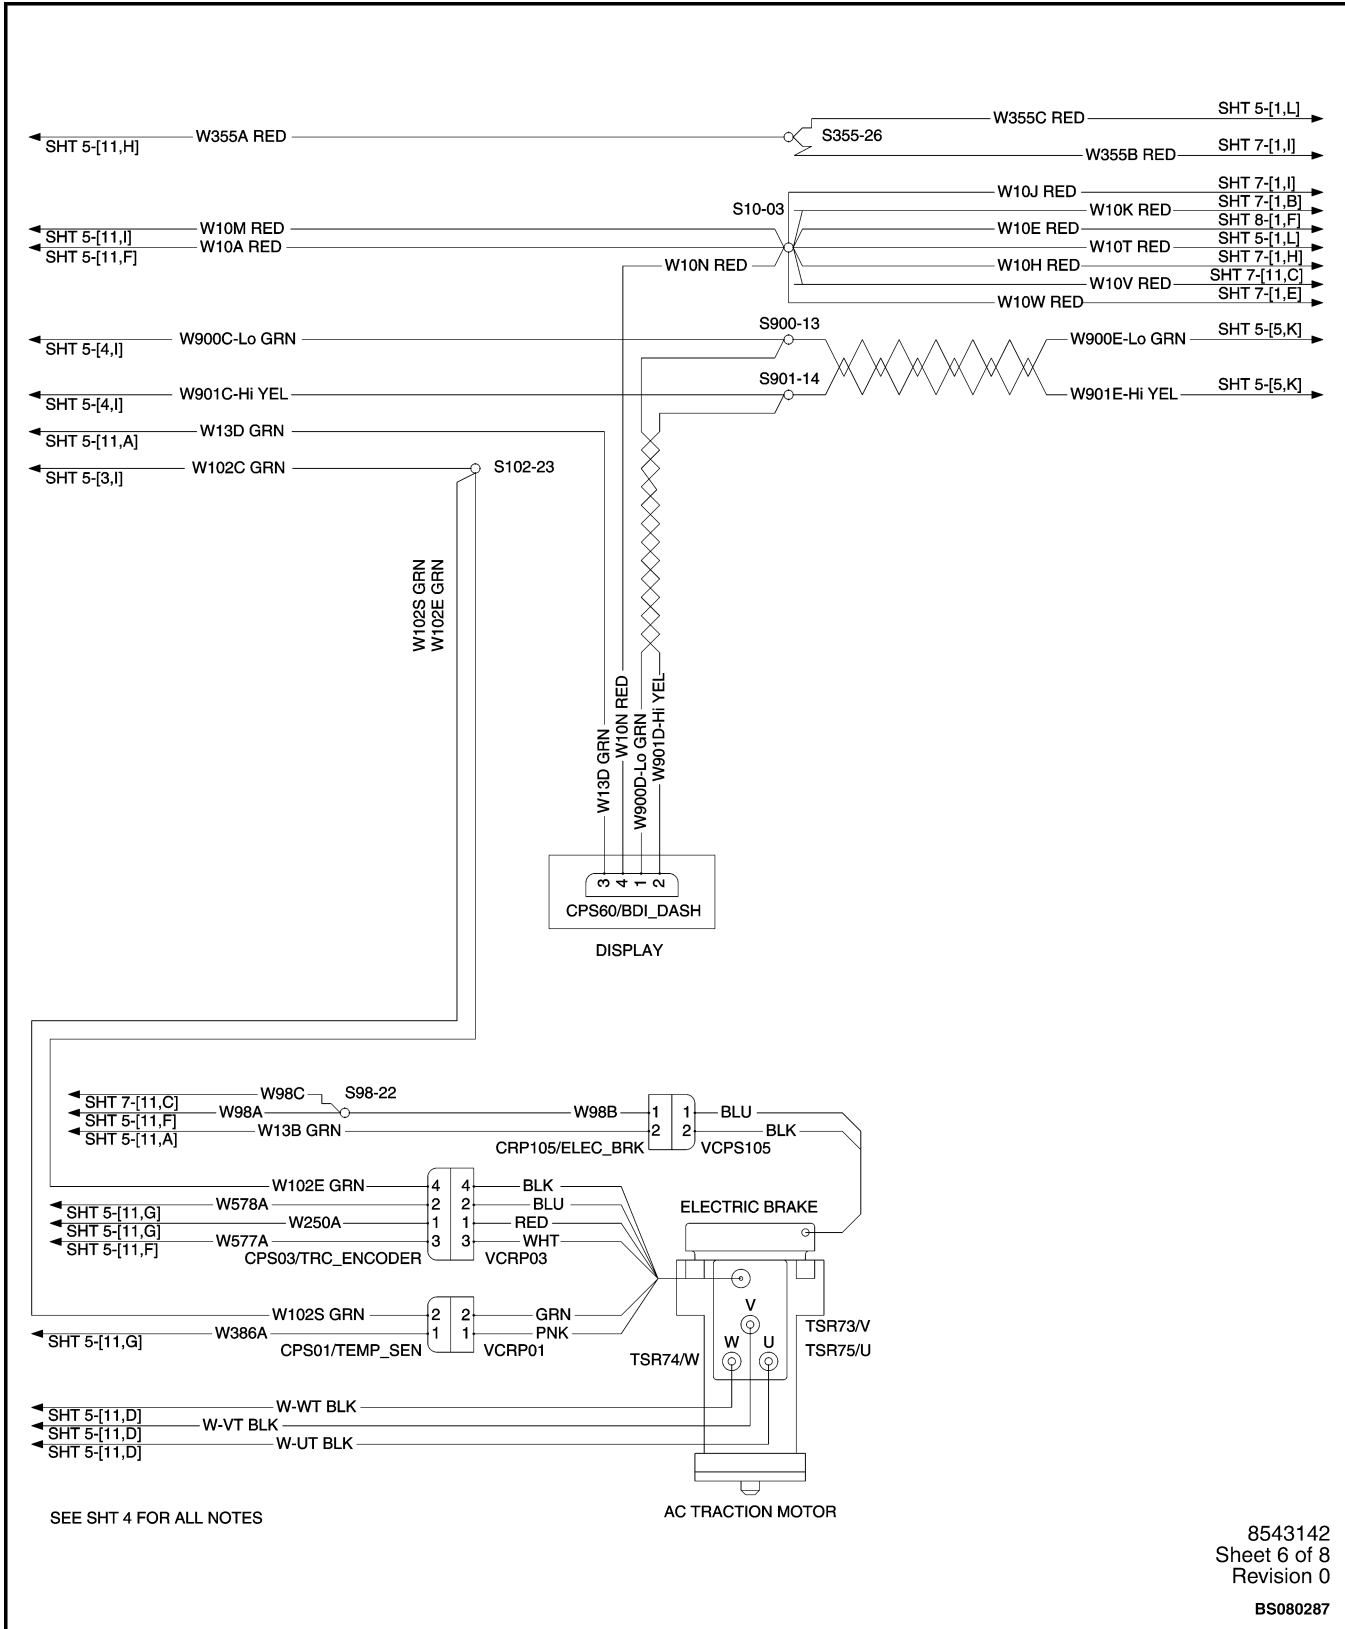 W355C RED
SHT 5-[1,L]
W355A RED
SHT 5-[11,H]
S355-26
W355B RED
SHT 7-[1,I]
W10J RED
SHT 7-[1,I]
S10-03
W10K RED
SHT 7-[1,B]
W10M RED
SHT 5-[11,I]
W10E RED
SHT 8-[1,F]
W10A RED
SHT 5-[11,F]
W10T RED
SHT 5-[1,L]
W10N RED
W10H RED
SHT 7-[1,H]
W10V RED
SHT 7-[11,C]
W10W RED
SHT 7-[1,E]
S900-13
W900C-Lo GRN
SHT 5-[4,I]
W900E-Lo GRN
SHT 5-[5,K]
S901-14
W901C-Hi YEL
SHT 5-[4,I]
W901E-Hi YEL
SHT 5-[5,K]
W13D GRN
SHT 5-[11,A]
W102C GRN
SHT 5-[3,I]
S102-23
W102S GRN
W102E GRN
W13D GRN
W10N RED
W900D-Lo GRN
W901D-Hi YEL
3 4 1 2
CPS60/BDI_DASH
DISPLAY
W98C
SHT 7-[11,C]
S98-22
W98A
SHT 5-[11,F]
W98B
1 1
BLU
W13B GRN
SHT 5-[11,A]
2 2
BLK
CRP105/ELEC_BRK
VCPS105
W102E GRN
4 4
BLK
W578A
SHT 5-[11,G]
2 2
BLU
W250A
SHT 5-[11,G]
1 1
RED
W577A
SHT 5-[11,F]
3 3
WHT
CPS03/TRC_ENCODER
VCRP03
ELECTRIC BRAKE
W102S GRN
2 2
GRN
W386A
SHT 5-[11,G]
1 1
PNK
CPS01/TEMP_SEN
VCRP01
V
W U
TSR73/V
TSR75/U
TSR74/W
W-WT BLK
SHT 5-[11,D]
W-VT BLK
SHT 5-[11,D]
W-UT BLK
SHT 5-[11,D]
AC TRACTION MOTOR
SEE SHT 4 FOR ALL NOTES
8543142
Sheet 6 of 8
Revision 0
BS080287